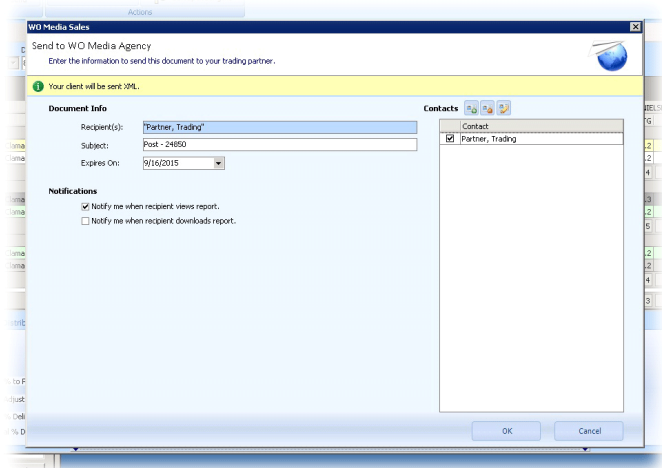 Actions
WO Media Sales
Send to WO Media Agency
Enter the information to send this document to your trading partner.
Your client will be sent XML.
Document Info
Contacts
Recipient(s): "Partner, Trading"
Contact
Subject: Post - 24850
Partner, Trading
Expires On: 9/16/2015
Notifications
Notify me when recipient views report.
Notify me when recipient downloads report.
OK
Cancel